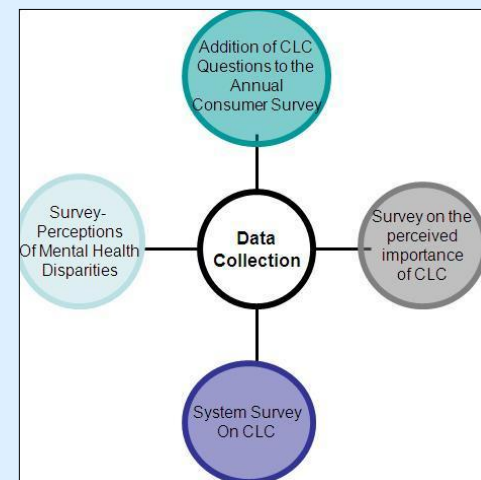 Addition of CLC
Questions to the
Annual
Consumer Survey
Survey-
Perceptions
Of Mental Health
Disparities
Data
Collection
Survey on the
perceived
importance
of CLC
System Survey
On CLC